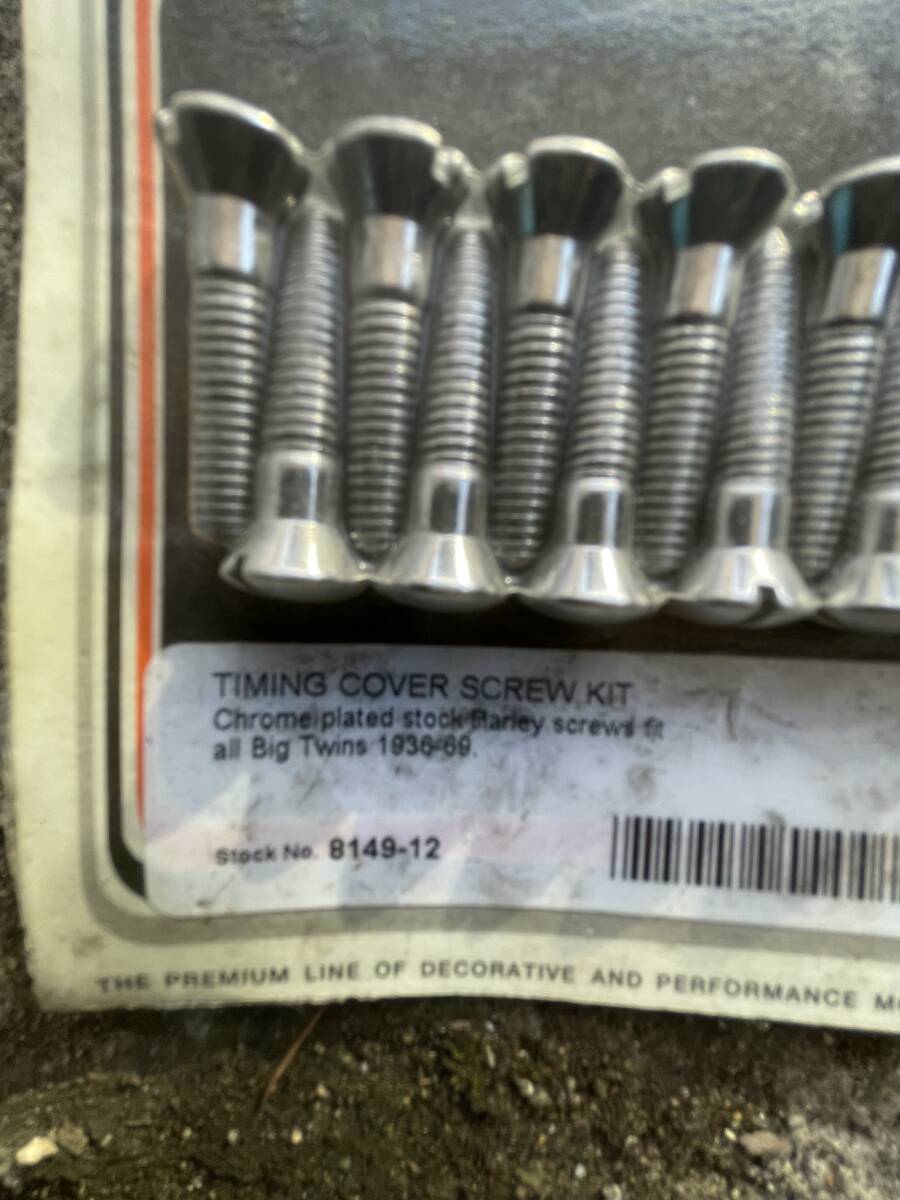 TIMING COVER SCREW KIT
Chrome plated stock Harley screws fit
all Big Twins 1936-69.
Stock No. 8149-12
THE PREMIUM LINE OF DECORATIVE AND PERFORMANCE